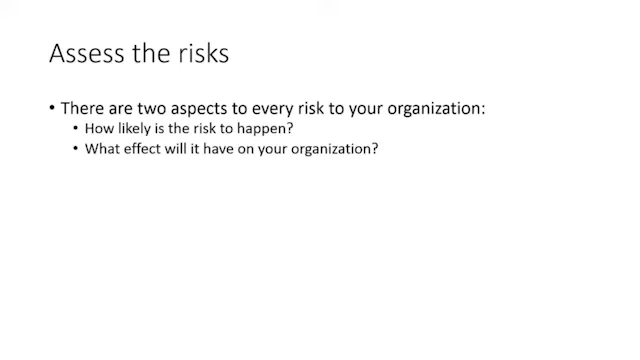 Assess the risks
• There are two aspects to every risk to your organization:
• How likely is the risk to happen?
• What effect will it have on your organization?